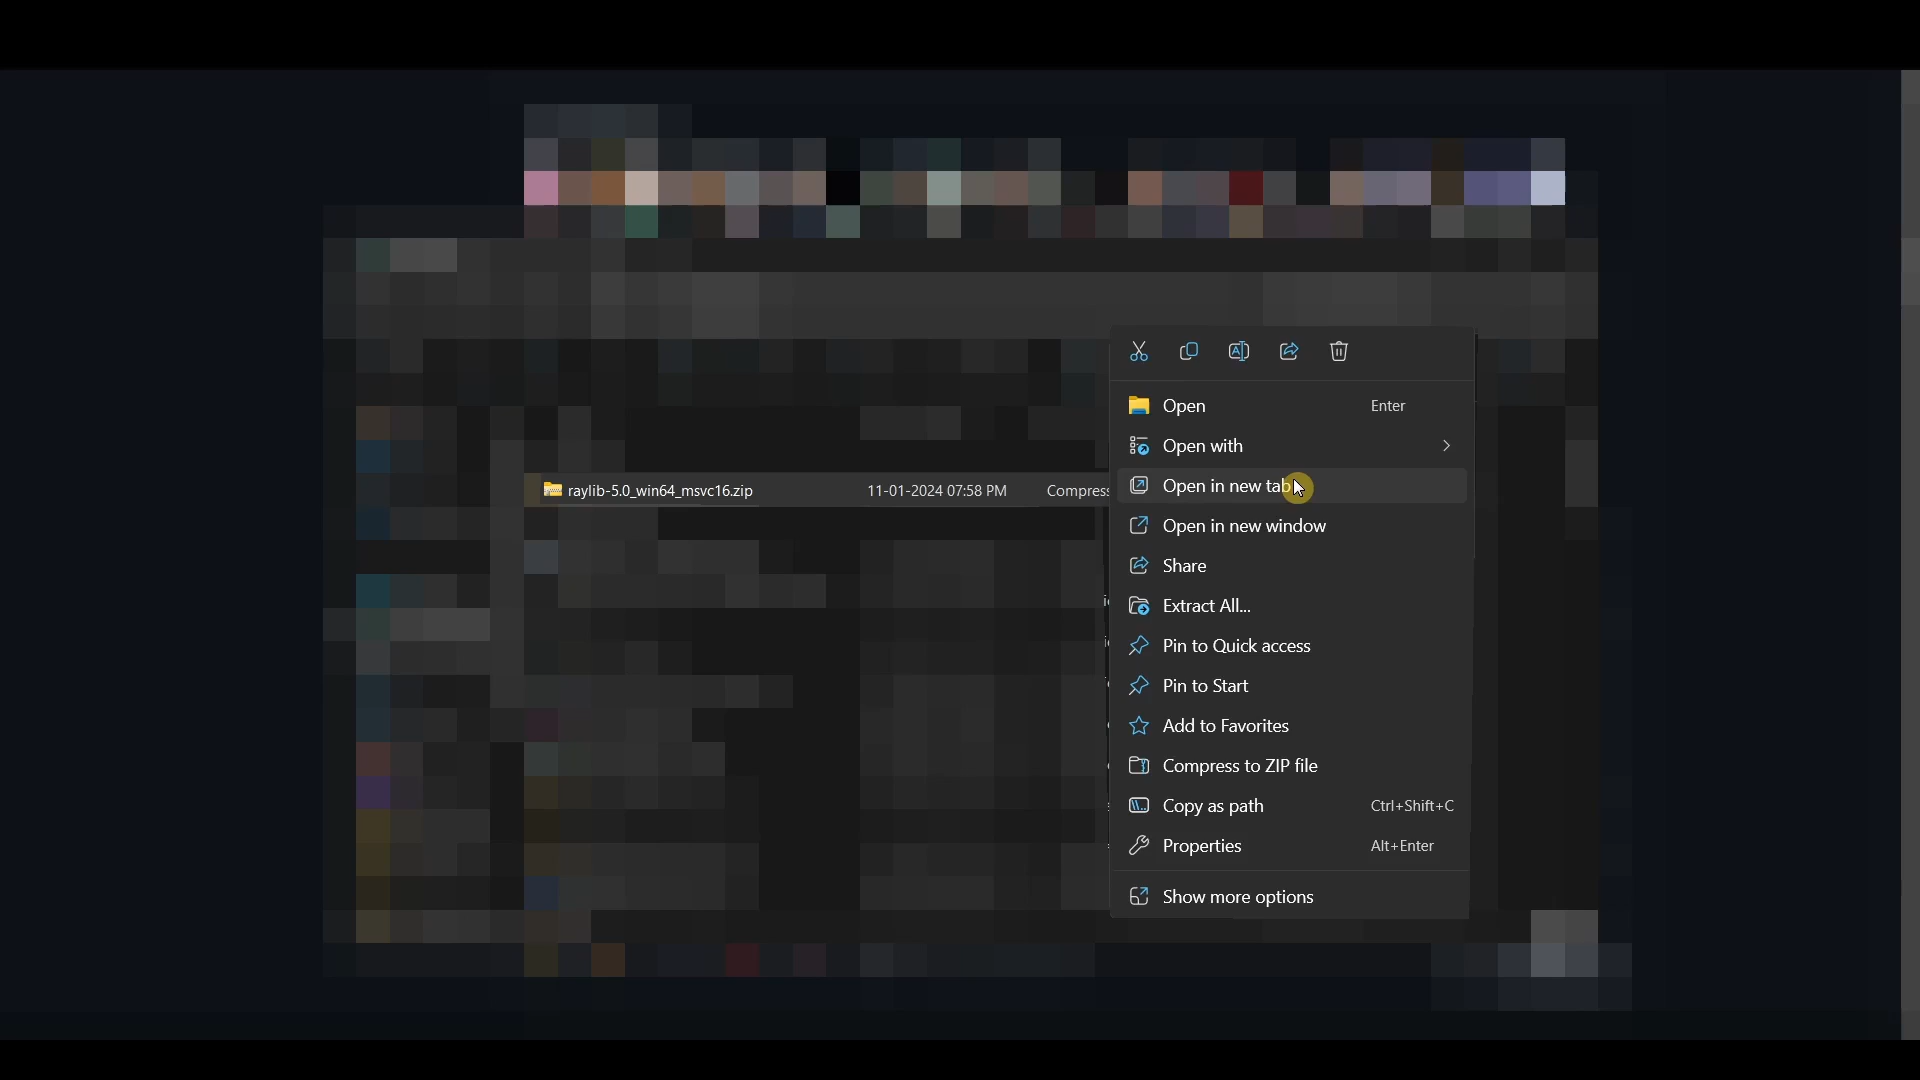 Open Enter
Open with
raylib-5.0_win64_msvc16.zip 11-01-2024 07:58 PM Compress
Open in new tab
Open in new window
Share
Extract All...
Pin to Quick access
Pin to Start
Add to Favorites
Compress to ZIP file
Copy as path Ctrl+Shift+C
Properties Alt+Enter
Show more options